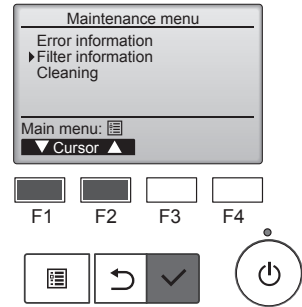 Maintenance menu
Error information
Filter information
Cleaning
Main menu:
Cursor
F1 F2 F3 F4